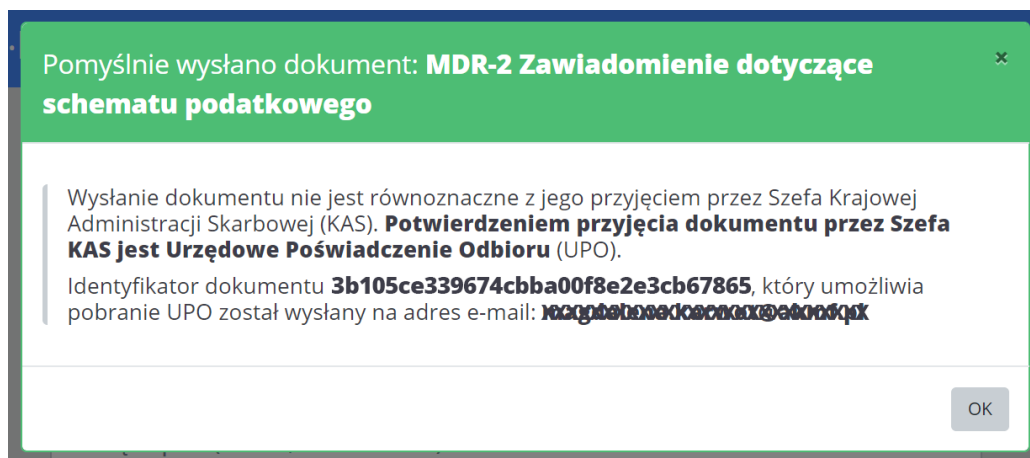 Pomyślnie wysłano dokument: MDR-2 Zawiadomienie dotyczące
schematu podatkowego
×
Wysłanie dokumentu nie jest równoznaczne z jego przyjęciem przez Szefa Krajowej
Administracji Skarbowej (KAS). Potwierdzeniem przyjęcia dokumentu przez Szefa
KAS jest Urzędowe Poświadczenie Odbioru (UPO).
Identyfikator dokumentu 3b105ce339674cbba00f8e2e3cb67865, który umożliwia
pobranie UPO został wysłany na adres e-mail:
OK